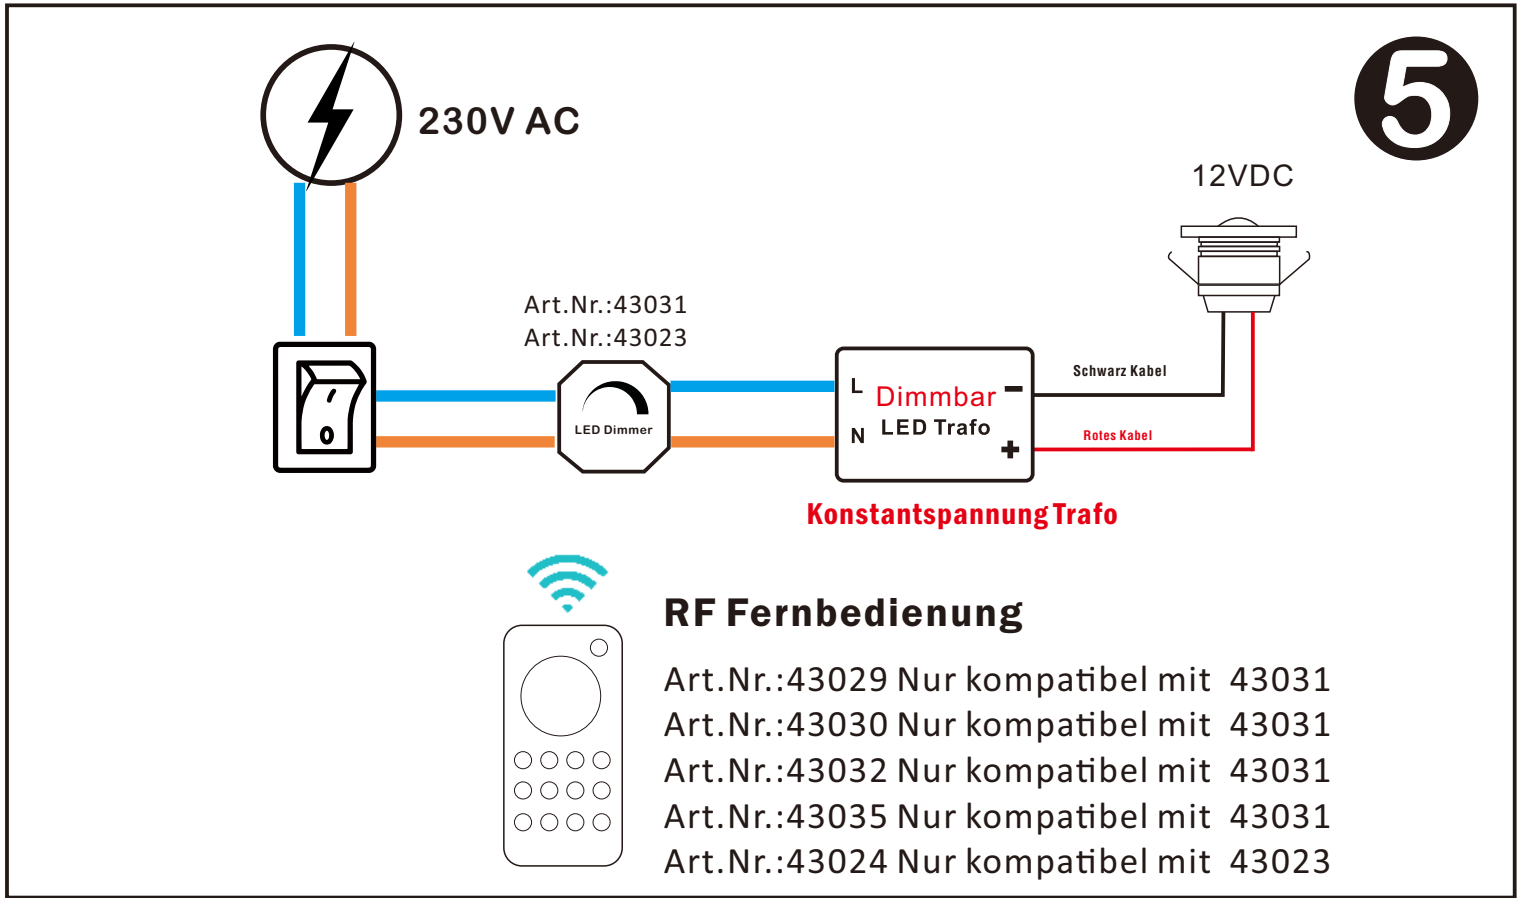 5
230V AC
12VDC
Art.Nr.:43031
Art.Nr.:43023
LED Dimmer
L
N
Dimmbar
LED Trafo
−
+
Schwarz Kabel
Rotes Kabel
Konstantspannung Trafo
RF Fernbedienung
Art.Nr.:43029 Nur kompatibel mit 43031
Art.Nr.:43030 Nur kompatibel mit 43031
Art.Nr.:43032 Nur kompatibel mit 43031
Art.Nr.:43035 Nur kompatibel mit 43031
Art.Nr.:43024 Nur kompatibel mit 43023